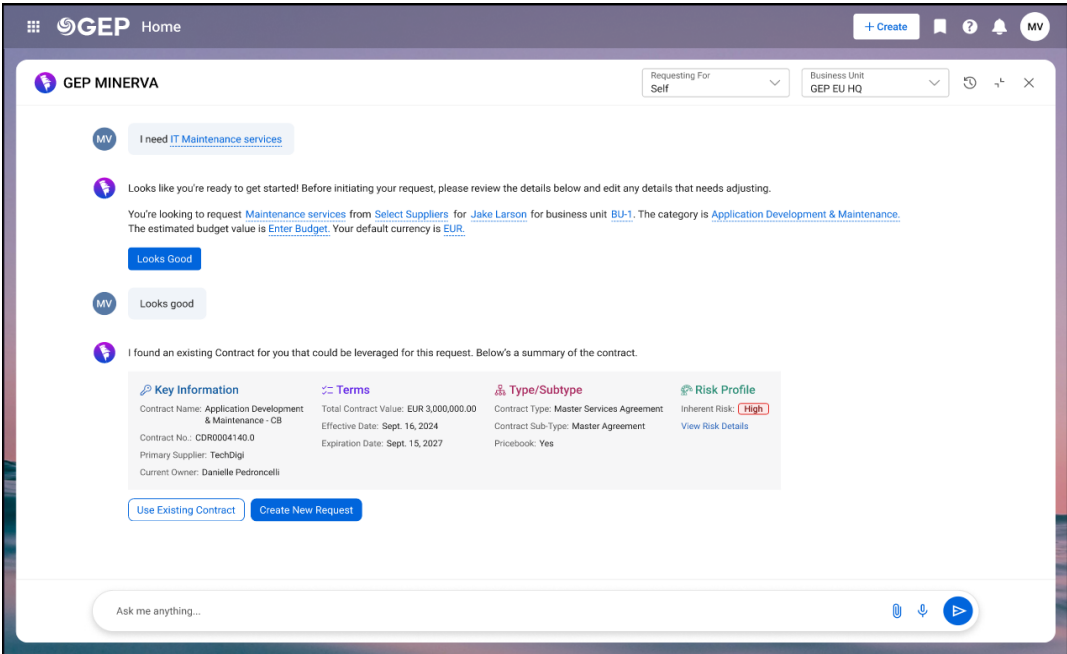 GEP Home
+ Create
MV
GEP MINERVA
Requesting For
Self
Business Unit
GEP EU HQ
MV
I need IT Maintenance services
Looks like you're ready to get started! Before initiating your request, please review the details below and edit any details that needs adjusting.
You're looking to request Maintenance services from Select Suppliers for Jake Larson for business unit BU-1. The category is Application Development & Maintenance.
The estimated budget value is Enter Budget. Your default currency is EUR.
Looks Good
MV
Looks good
I found an existing Contract for you that could be leveraged for this request. Below's a summary of the contract.
Key Information
Contract Name: Application Development
& Maintenance - CB
Contract No.: CDR0004140.0
Primary Supplier: TechDigi
Current Owner: Danielle Pedroncelli
Terms
Total Contract Value: EUR 3,000,000.00
Effective Date: Sept. 16, 2024
Expiration Date: Sept. 15, 2027
Type/Subtype
Contract Type: Master Services Agreement
Contract Sub-Type: Master Agreement
Pricebook: Yes
Risk Profile
Inherent Risk: High
View Risk Details
Use Existing Contract
Create New Request
Ask me anything...